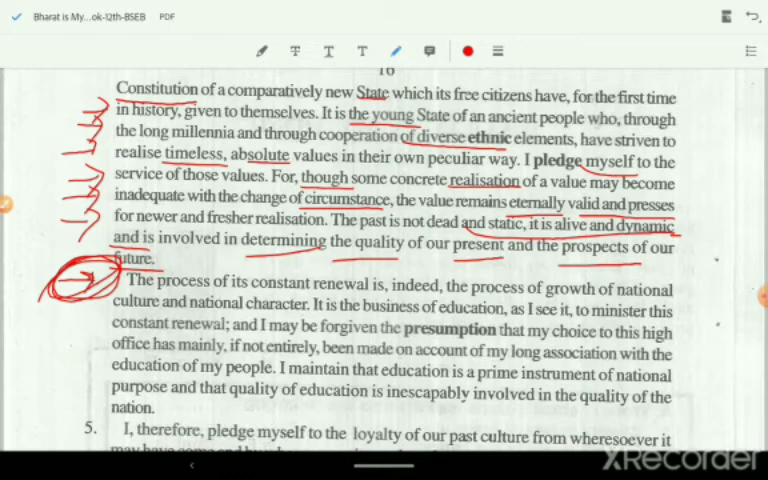 Bharat is My...ok-12th-BSEB PDF
16
Constitution of a comparatively new State which its free citizens have, for the first time
in history, given to themselves. It is the young State of an ancient people who, through
the long millennia and through cooperation of diverse ethnic elements, have striven to
realise timeless, absolute values in their own peculiar way. I pledge myself to the
service of those values. For, though some concrete realisation of a value may become
inadequate with the change of circumstance, the value remains eternally valid and presses
for newer and fresher realisation. The past is not dead and static, it is alive and dynamic
and is involved in determining the quality of our present and the prospects of our
future.
The process of its constant renewal is, indeed, the process of growth of national
culture and national character. It is the business of education, as I see it, to minister this
constant renewal; and I may be forgiven the presumption that my choice to this high
office has mainly, if not entirely, been made on account of my long association with the
education of my people. I maintain that education is a prime instrument of national
purpose and that quality of education is inescapably involved in the quality of the
nation.
5. I, therefore, pledge myself to the loyalty of our past culture from wheresoever it
XRecorder